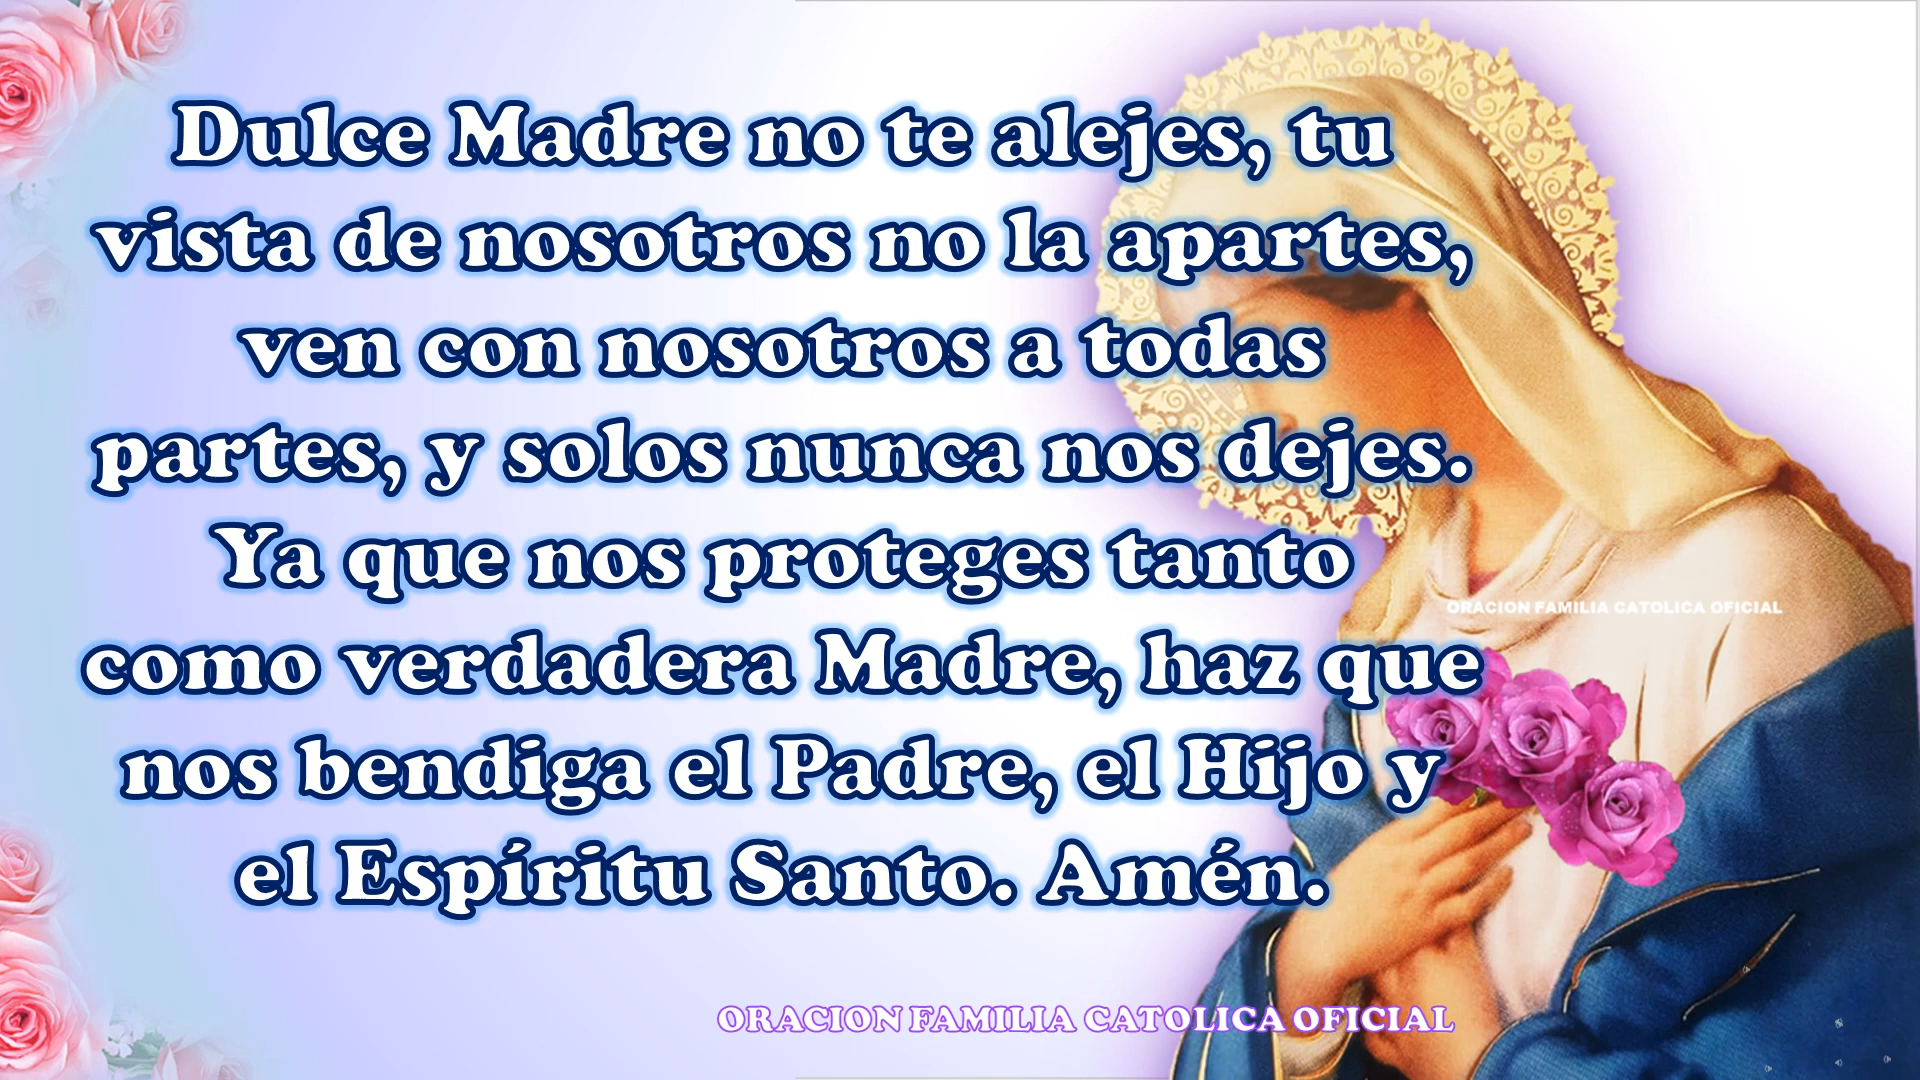 Dulce Madre no te alejes, tu
vista de nosotros no la apartes,
ven con nosotros a todas
partes, y solos nunca nos dejes.
Ya que nos proteges tanto
como verdadera Madre, haz que
nos bendiga el Padre, el Hijo y
el Espíritu Santo. Amén.
ORACION FAMILIA CATOLICA OFICIAL
ORACION FAMILIA CATOLICA OFICIAL